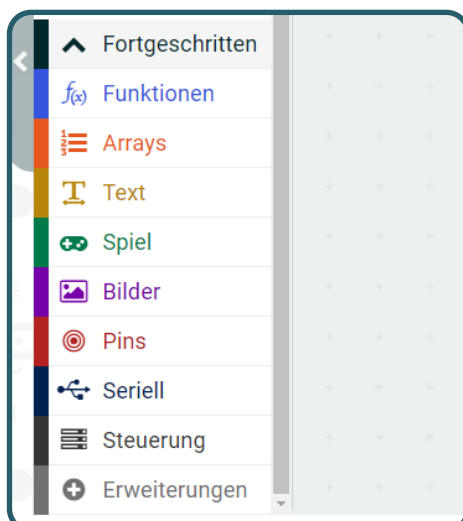 Fortgeschritten
f(x) Funktionen
Arrays
Text
Spiel
Bilder
Pins
Seriell
Steuerung
Erweiterungen